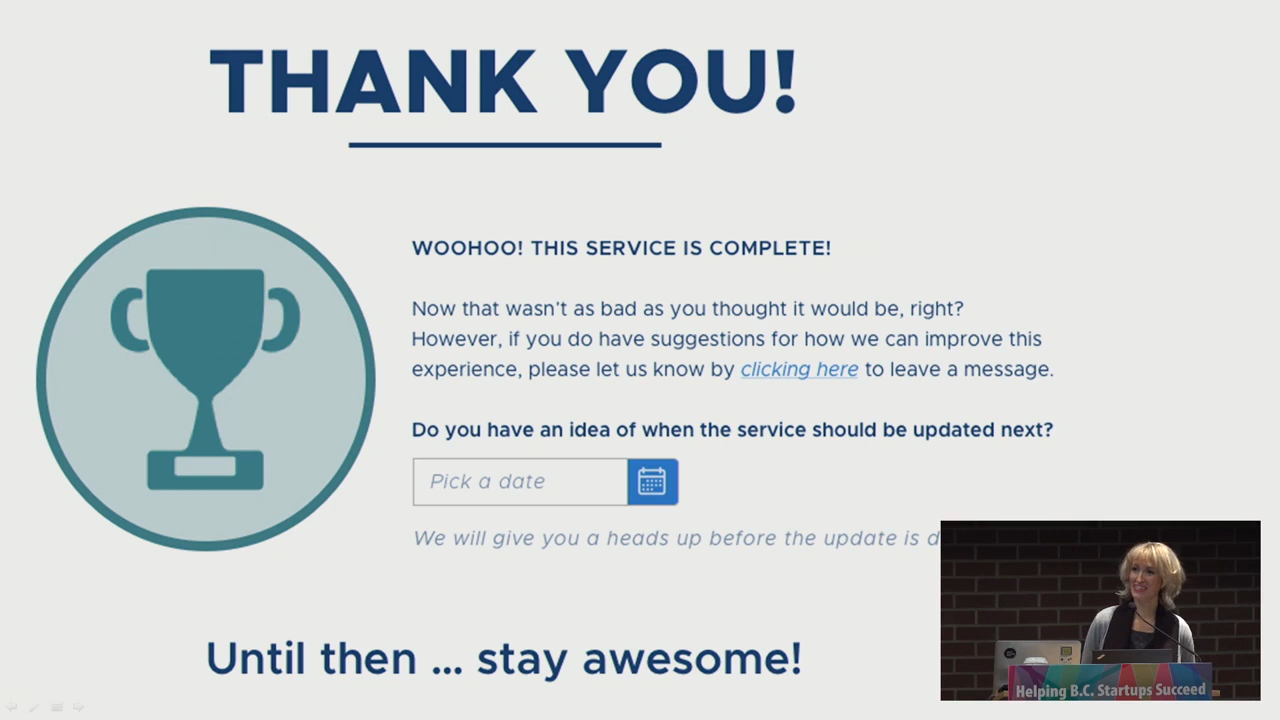 THANK YOU!
WOOHOO! THIS SERVICE IS COMPLETE!
Now that wasn't as bad as you thought it would be, right?
However, if you do have suggestions for how we can improve this
experience, please let us know by clicking here to leave a message.
Do you have an idea of when the service should be updated next?
Pick a date
We will give you a heads up before the update is
Until then ... stay awesome!
Helping B.C. Startups Succeed